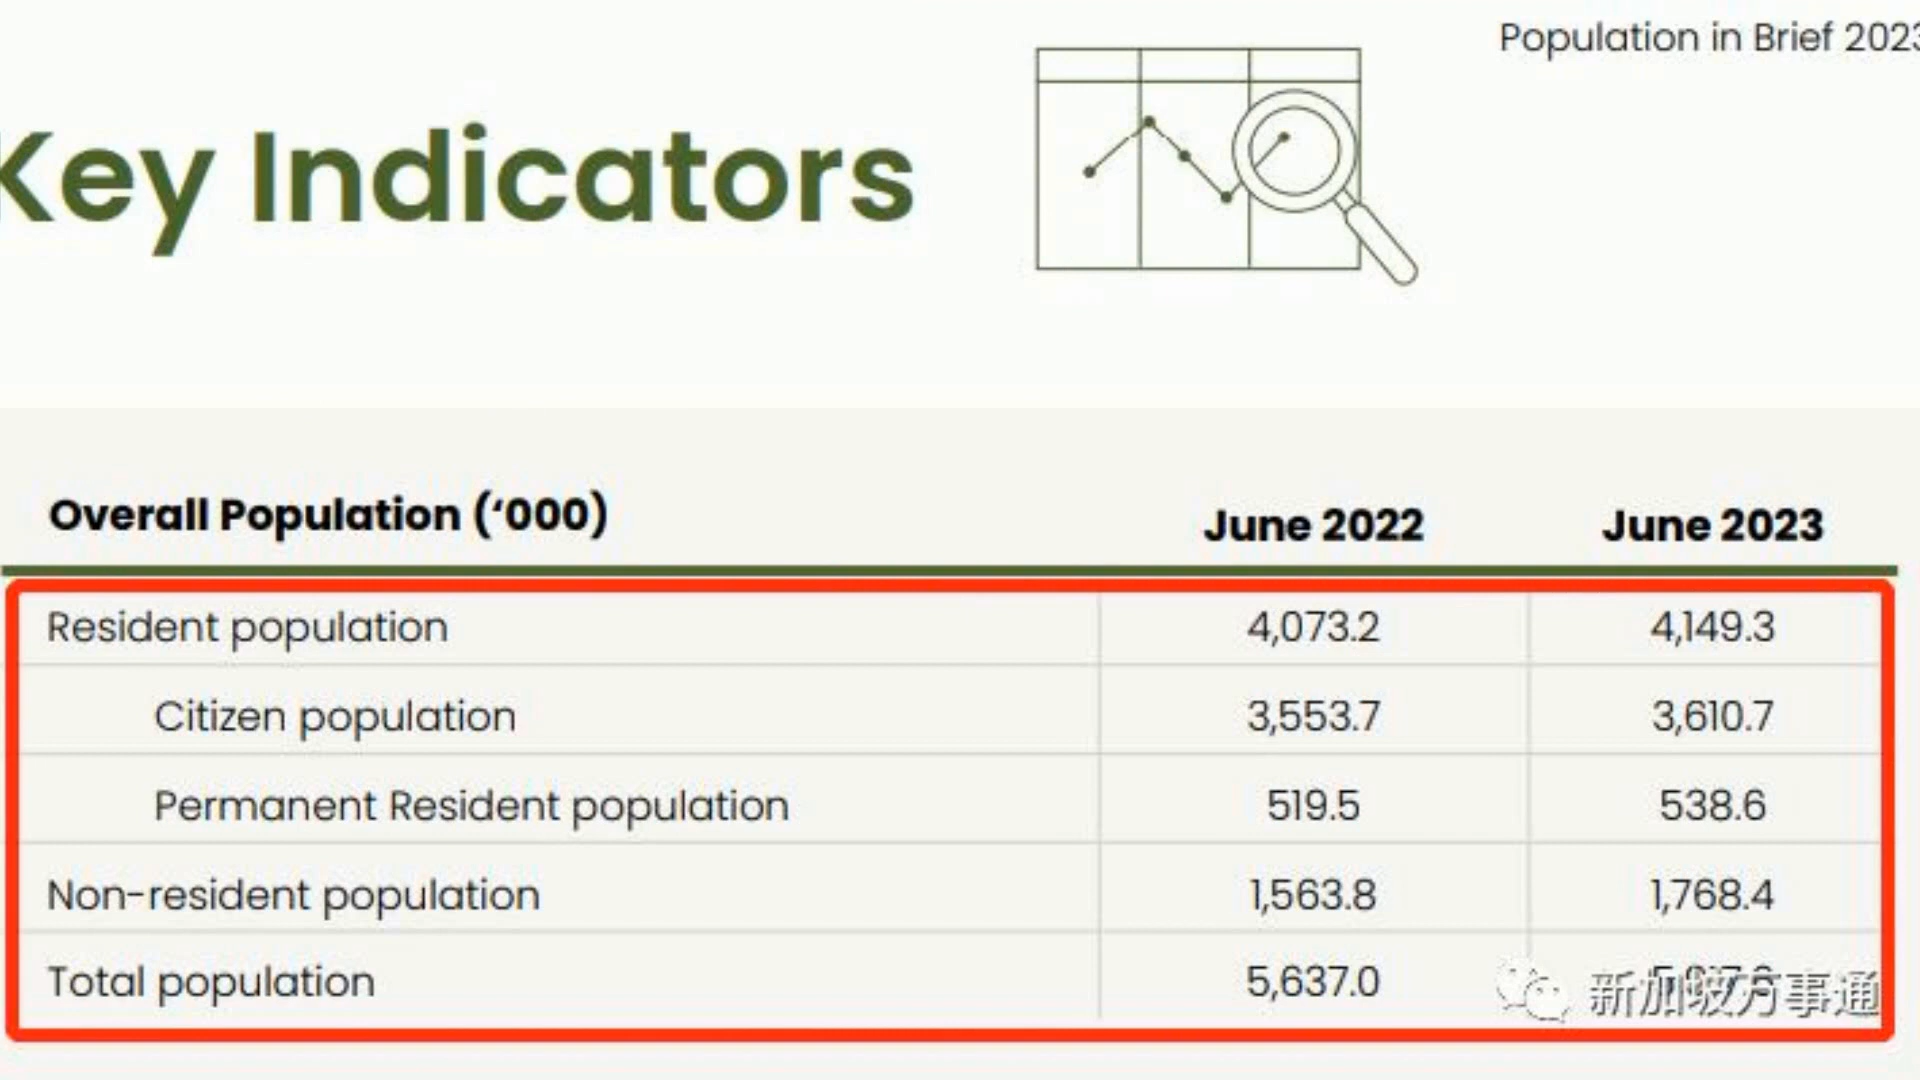 Population in Brief 2023
Key Indicators
Overall Population (‘000) June 2022 June 2023
Resident population 4,073.2 4,149.3
Citizen population 3,553.7 3,610.7
Permanent Resident population 519.5 538.6
Non-resident population 1,563.8 1,768.4
Total population 5,637.0
新加坡万事通